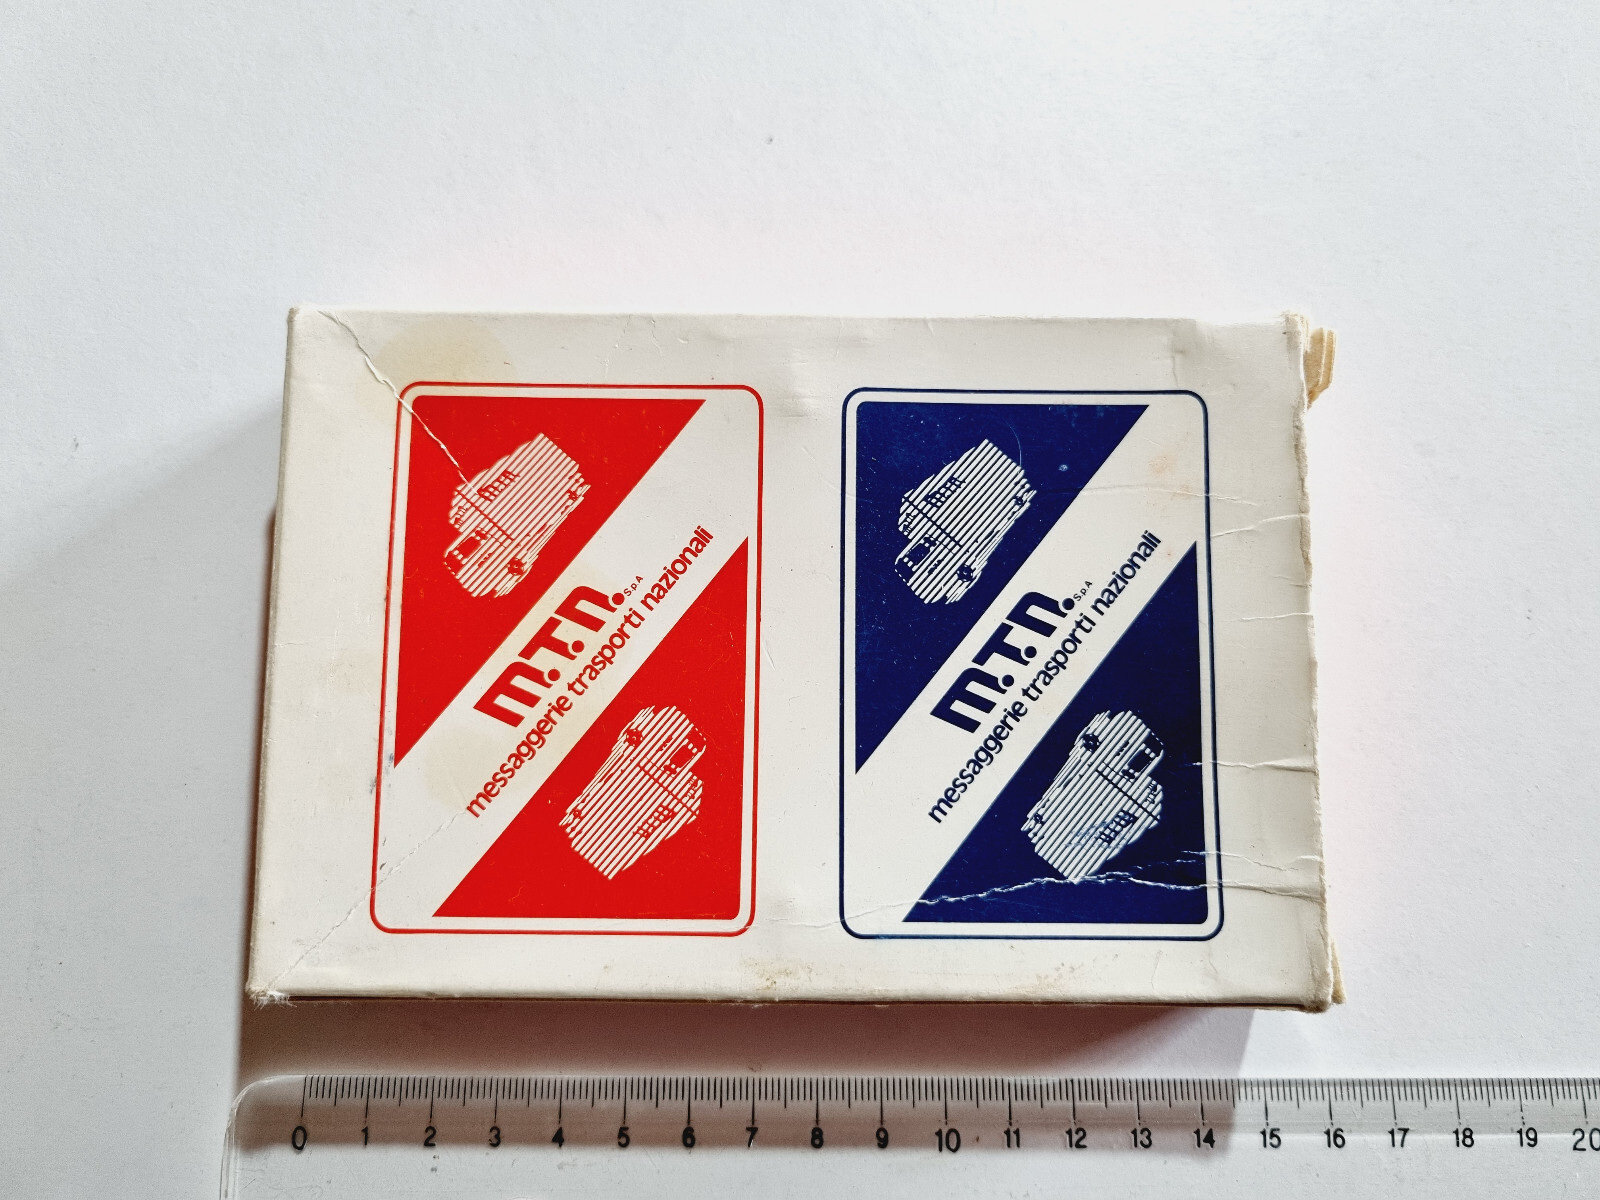 m.T.n. S.p.A
messaggerie trasporti nazionali
m.T.n. S.p.A
messaggerie trasporti nazionali
0 1 2 3 4 5 6 7 8 9 10 11 12 13 14 15 16 17 18 19 20